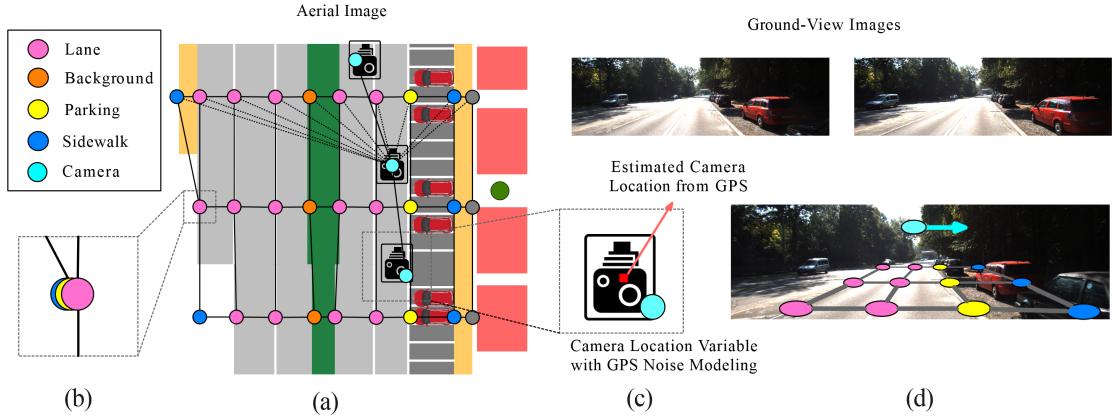 Aerial Image
Ground-View Images
Lane
Background
Parking
Sidewalk
Camera
Estimated Camera
Location from GPS
Camera Location Variable
with GPS Noise Modeling
(b)
(a)
(c)
(d)